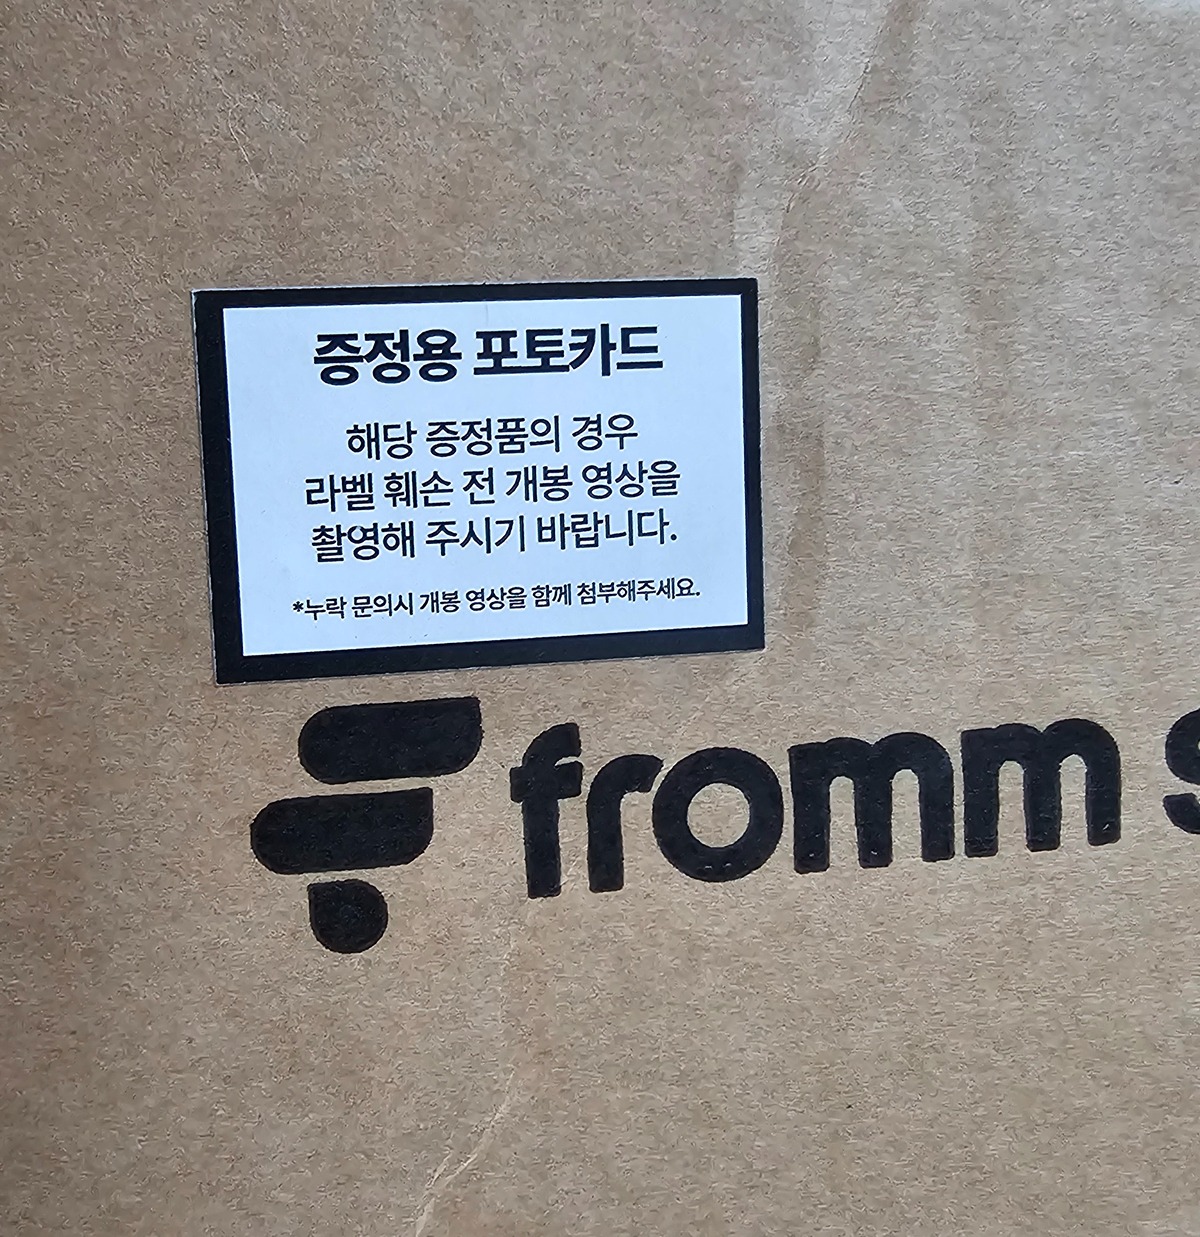 증정용 포토카드
해당 증정품의 경우
라벨 훼손 전 개봉 영상을
촬영해 주시기 바랍니다.
*누락 문의시 개봉 영상을 함께 첨부해주세요.
fromm